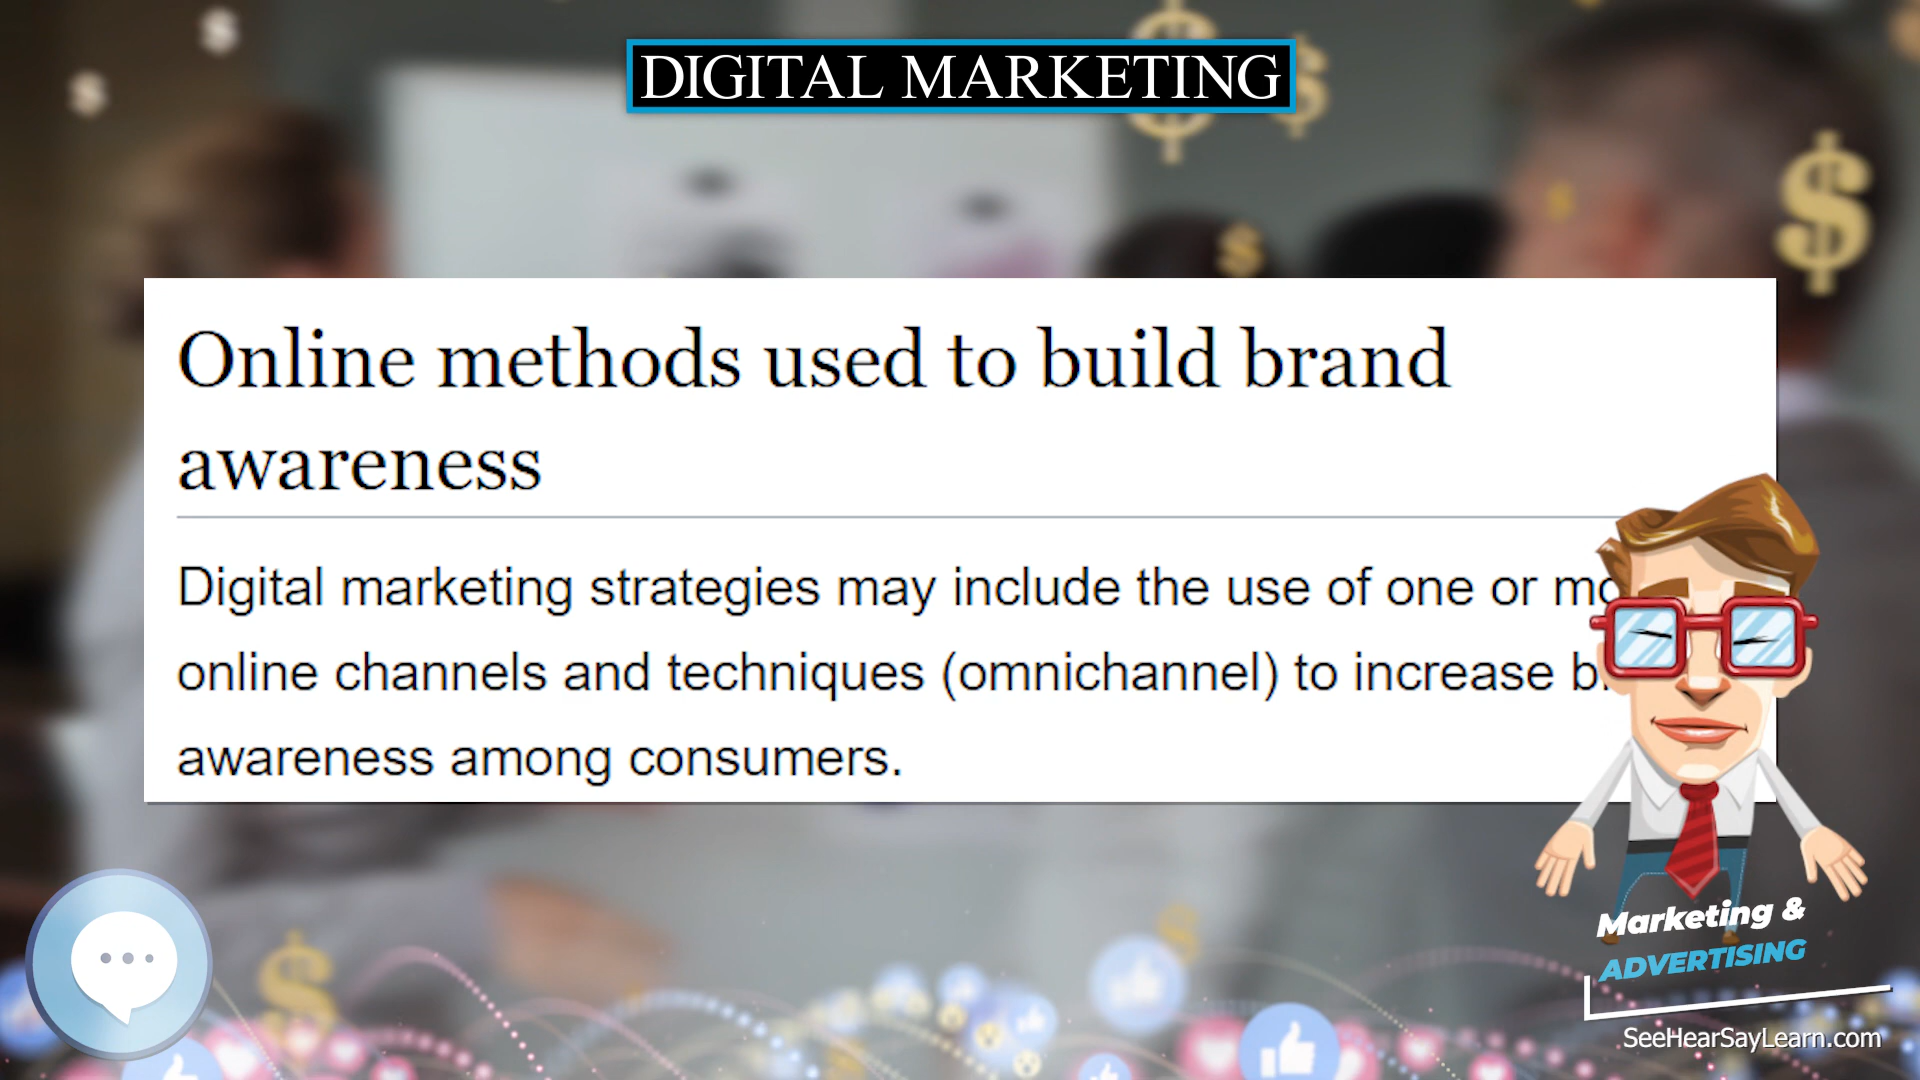 DIGITAL MARKETING
Online methods used to build brand
awareness
Digital marketing strategies may include the use of one or
online channels and techniques (omnichannel) to increase
awareness among consumers.
Marketing &
ADVERTISING
SeeHearSayLearn.com